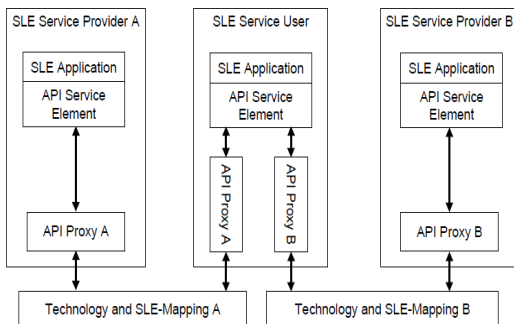 SLE Service Provider A
SLE Application
API Service
Element
API Proxy A
SLE Service User
SLE Application
API Service
Element
API Proxy A
API Proxy B
SLE Service Provider B
SLE Application
API Service
Element
API Proxy B
Technology and SLE-Mapping A
Technology and SLE-Mapping B